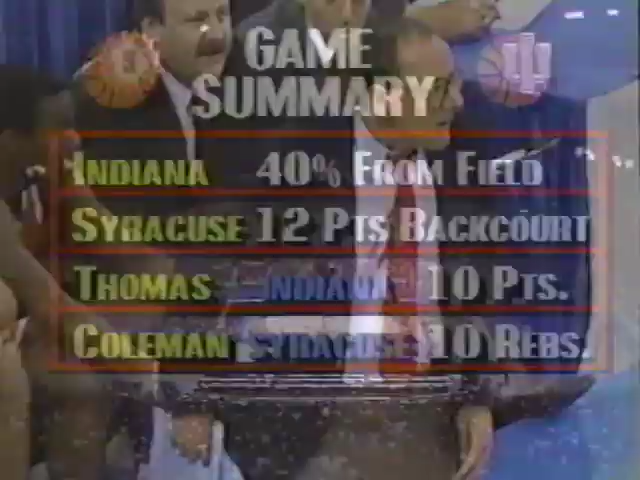 GAME
SUMMARY
INDIANA 40% FROM FIELD
SYRACUSE 12 PTS BACKCOURT
THOMAS INDIANA 10 PTS.
COLEMAN SYRACUSE 10 REBS.